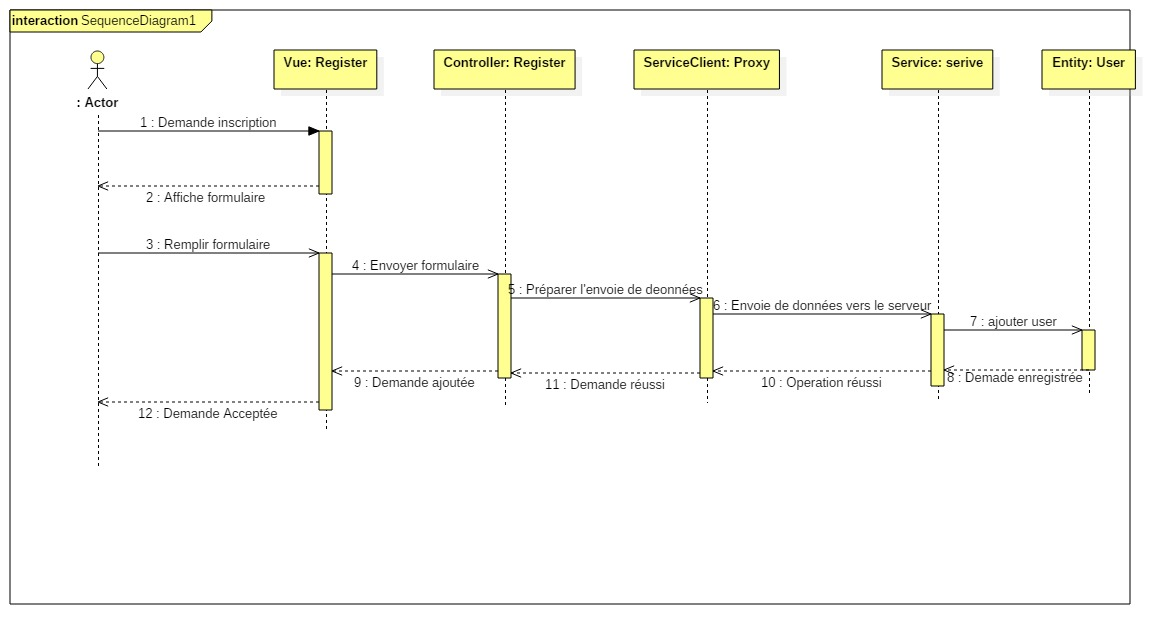 interaction SequenceDiagram1
Vue: Register
Controller: Register
ServiceClient: Proxy
Service: serive
Entity: User
: Actor
1 : Demande inscription
2 : Affiche formulaire
3 : Remplir formulaire
4 : Envoyer formulaire
5 : Préparer l'envoie de deonnées
6 : Envoie de données vers le serveur
7 : ajouter user
8 : Demade enregistrée
9 : Demande ajoutée
11 : Demande réussi
10 : Operation réussi
12 : Demande Acceptée